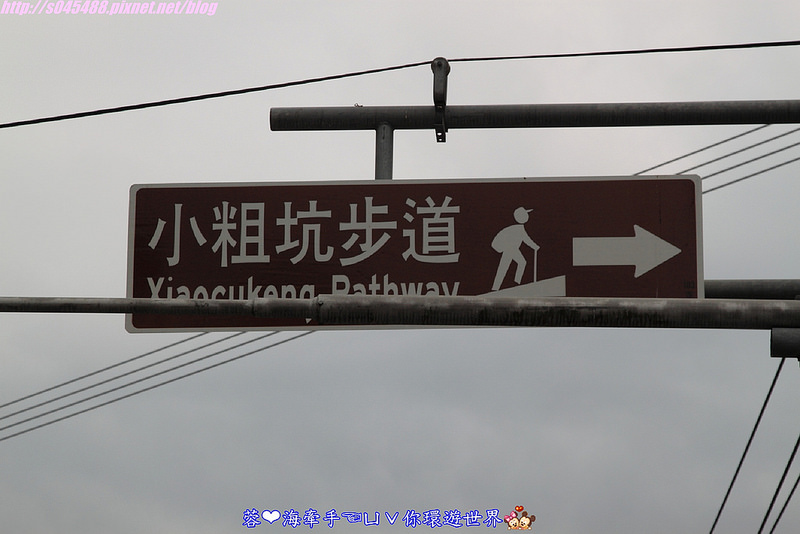 http://s045488.pixnet.net/blog
小粗坑步道
Xiaocukeng Pathway
蓉❤海牽手☜ㄩˇ你環遊世界